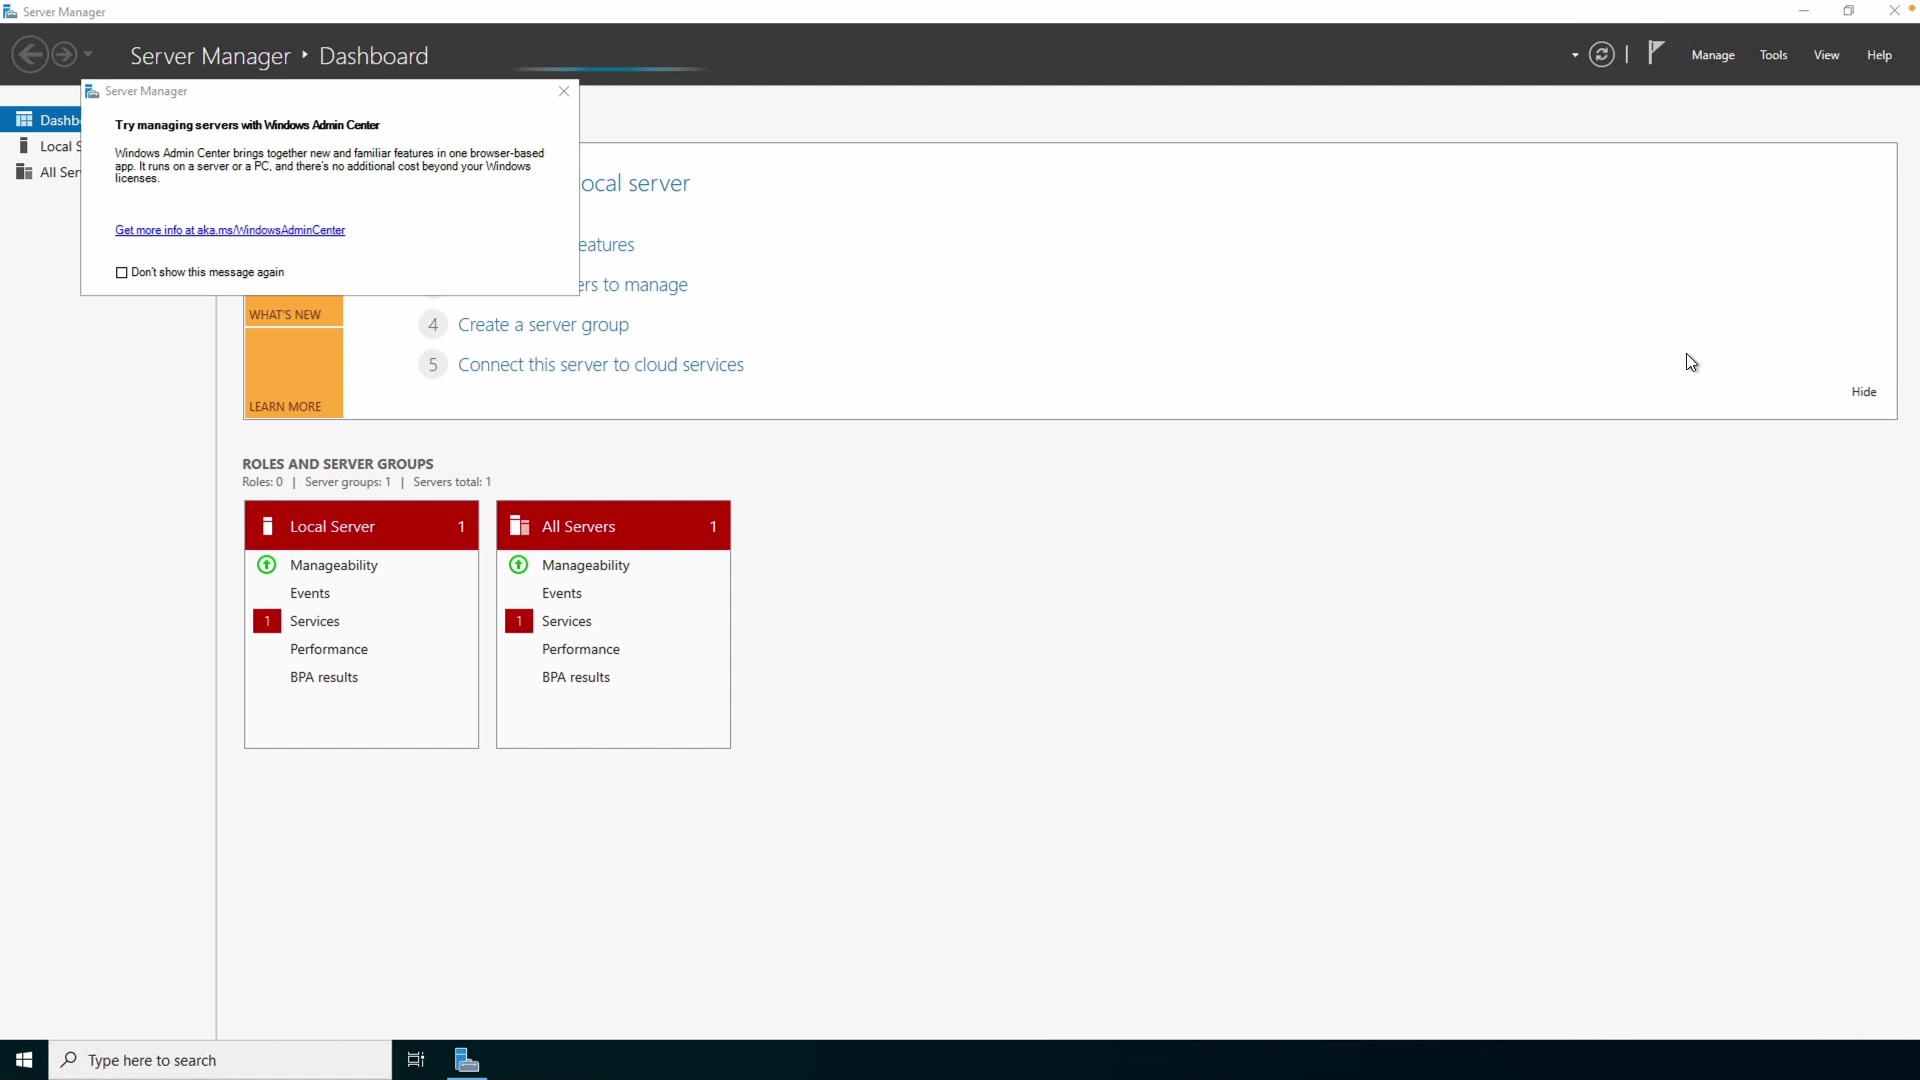 Server Manager
Server Manager ‣ Dashboard
Manage Tools View Help
Server Manager
Try managing servers with Windows Admin Center
Windows Admin Center brings together new and familiar features in one browser-based
app. It runs on a server or a PC, and there's no additional cost beyond your Windows
licenses.
Get more info at aka.ms/WindowsAdminCenter
Don't show this message again
Dashb
Local S
All Ser
ocal server
eatures
ers to manage
4 Create a server group
5 Connect this server to cloud services
WHAT'S NEW
LEARN MORE
Hide
ROLES AND SERVER GROUPS
Roles: 0 | Server groups: 1 | Servers total: 1
Local Server 1
Manageability
Events
1 Services
Performance
BPA results
All Servers 1
Manageability
Events
1 Services
Performance
BPA results
Type here to search